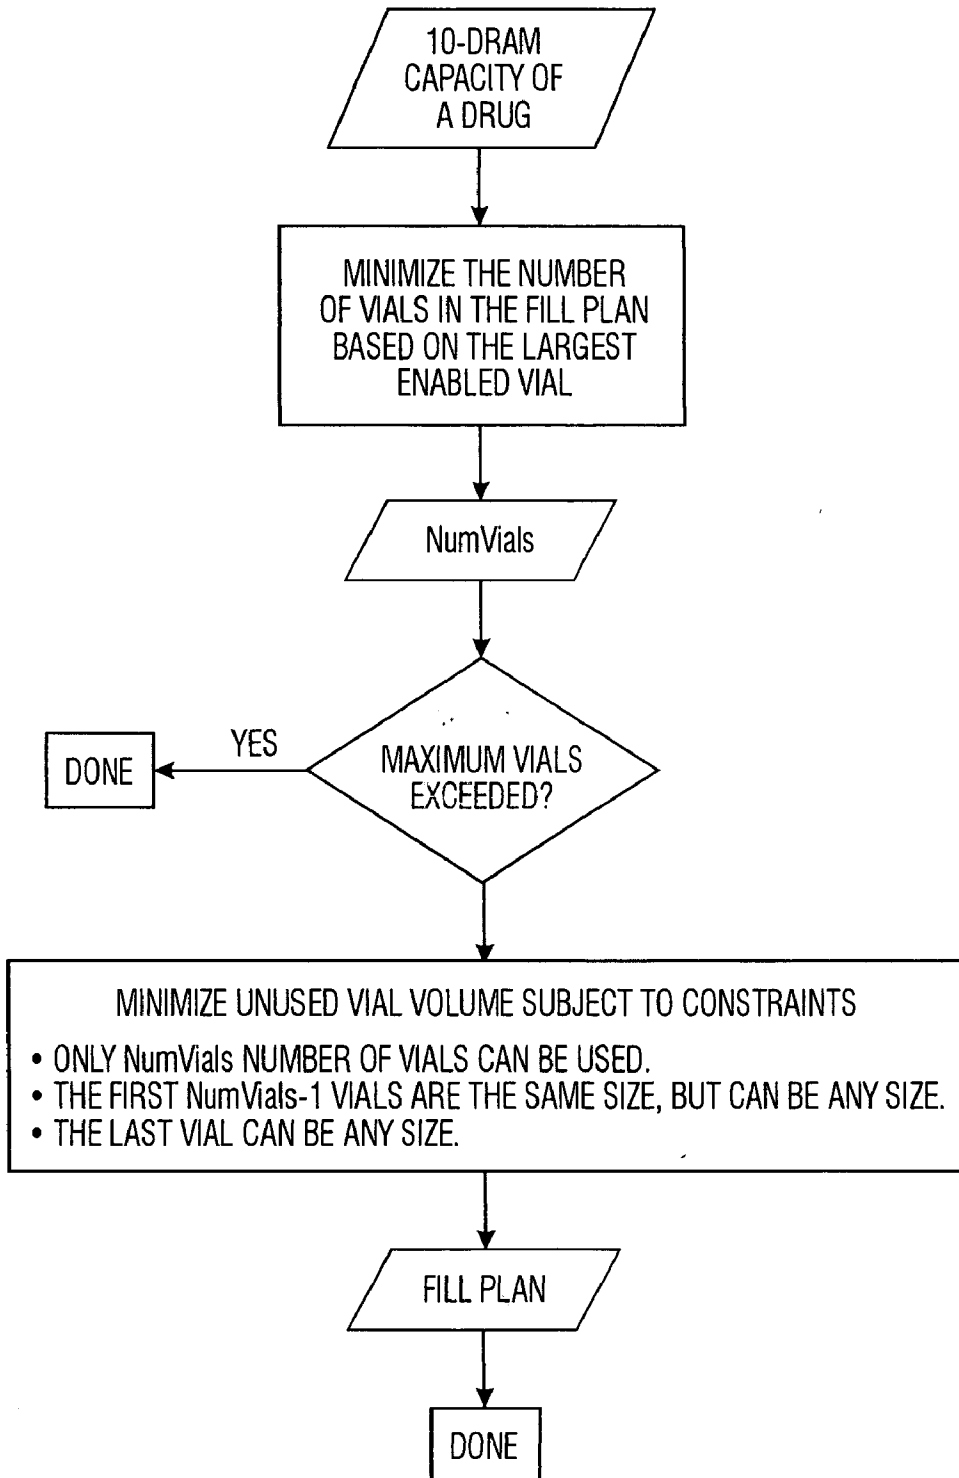 10-DRAM
CAPACITY OF
A DRUG
MINIMIZE THE NUMBER
OF VIALS IN THE FILL PLAN
BASED ON THE LARGEST
ENABLED VIAL
NumVials
MAXIMUM VIALS
EXCEEDED?
YES
DONE
MINIMIZE UNUSED VIAL VOLUME SUBJECT TO CONSTRAINTS
• ONLY NumVials NUMBER OF VIALS CAN BE USED.
• THE FIRST NumVials-1 VIALS ARE THE SAME SIZE, BUT CAN BE ANY SIZE.
• THE LAST VIAL CAN BE ANY SIZE.
FILL PLAN
DONE